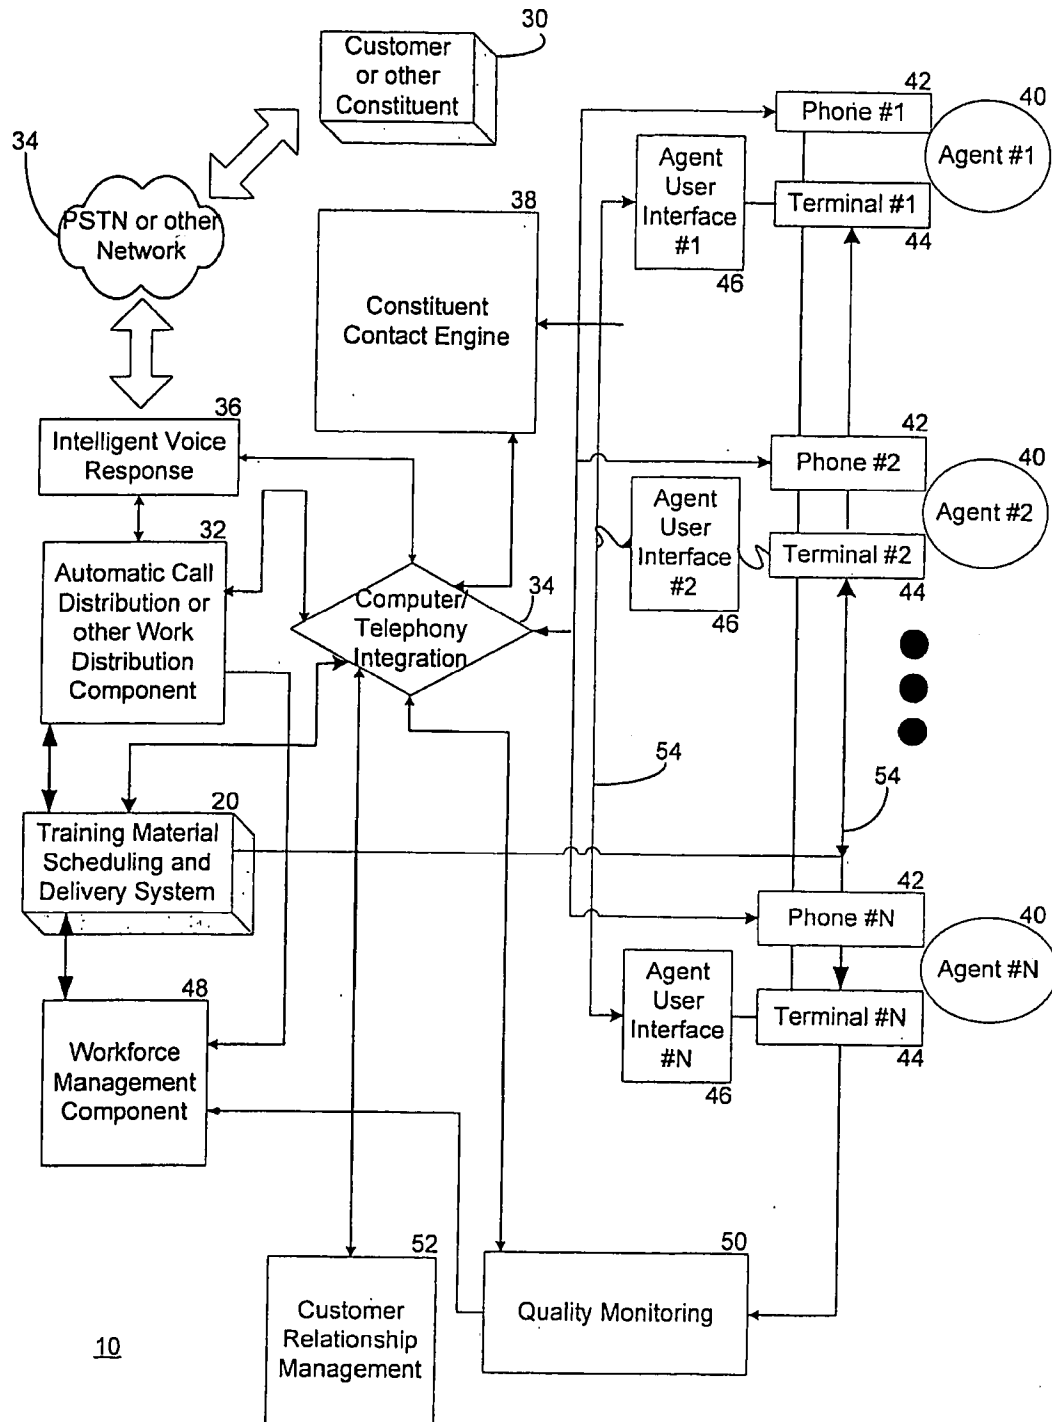 30
Customer
or other
Constituent
34
PSTN or other
Network
38
Constituent
Contact Engine
42
Phone #1
40
Agent #1
Agent
User
Interface
#1
46
Terminal #1
44
36
Intelligent Voice
Response
32
Automatic Call
Distribution or
other Work
Distribution
Component
Computer/
Telephony
Integration
34
42
Phone #2
40
Agent #2
Agent
User
Interface
#2
46
Terminal #2
44
54
54
20
Training Material
Scheduling and
Delivery System
42
Phone #N
40
Agent #N
Agent
User
Interface
#N
46
Terminal #N
44
48
Workforce
Management
Component
52
Customer
Relationship
Management
50
Quality Monitoring
10